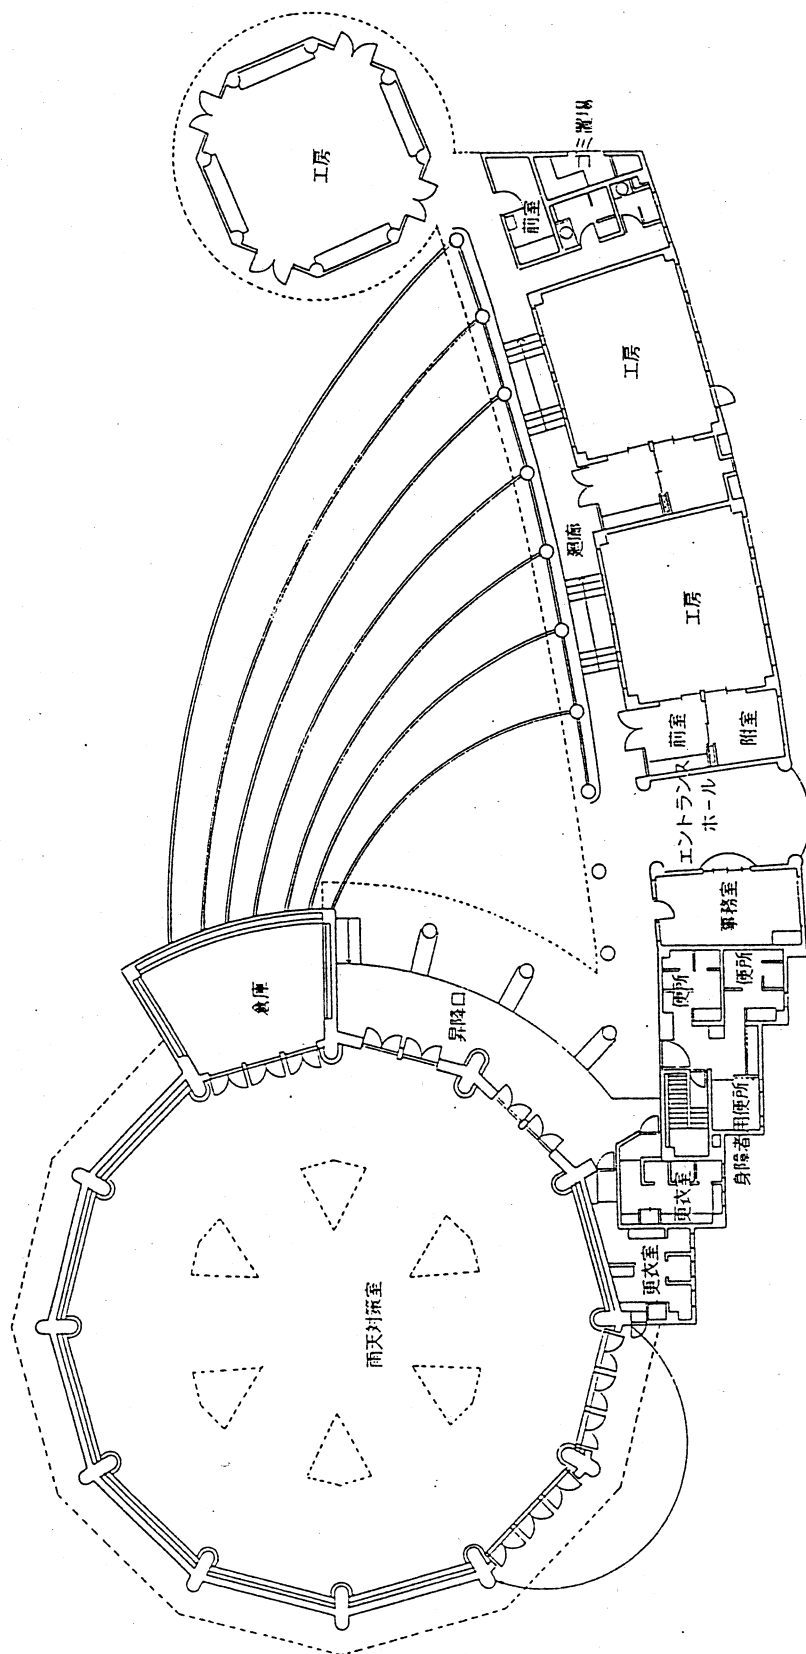 工房
ゴミ置場
前室
工房
廻廊
工房
前室
附室
エントランス
ホール
事務室
便所
便所
倉庫
昇降口
身障者用便所
更衣室
更衣室
雨天対策室